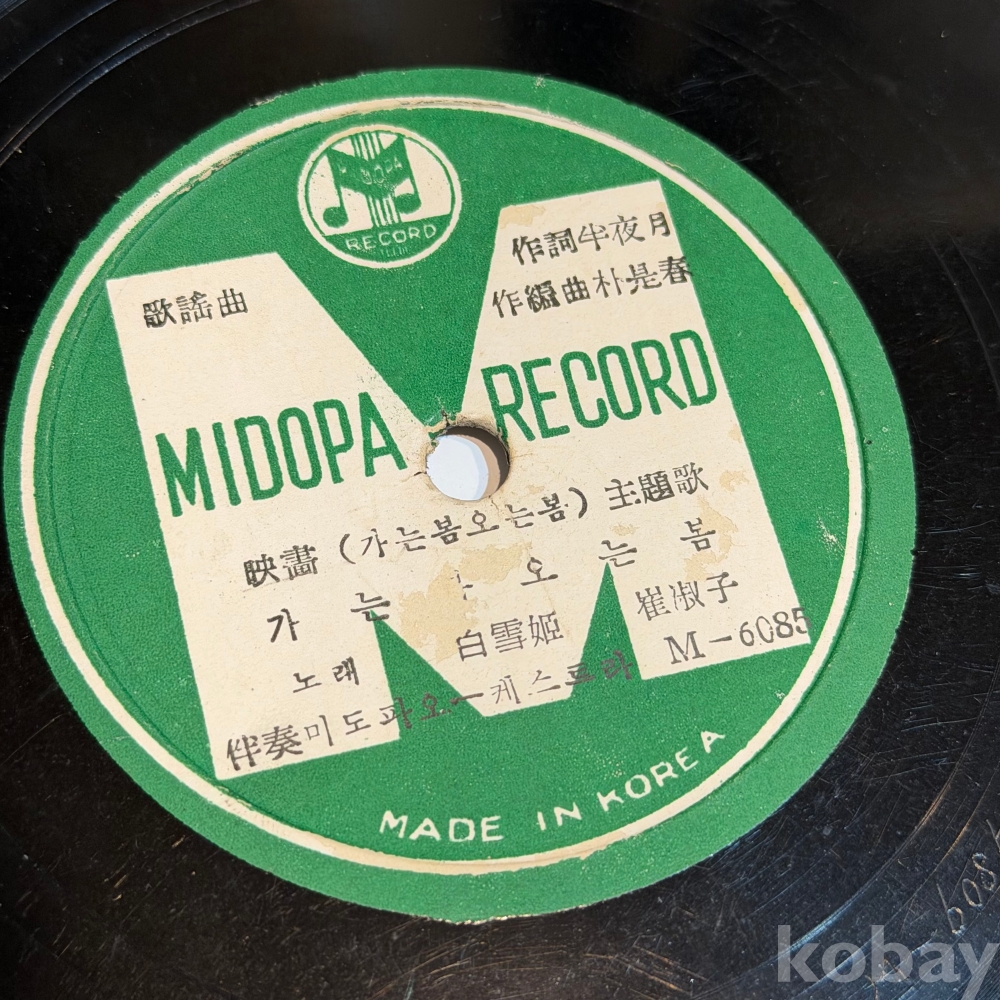 RECORD
歌謠曲
作詞半夜月
作編曲朴是春
MIDOPA RECORD
映畵 (가는봄오는봄) 主題歌
가는 오는봄
노래 白雪姬 崔淑子
伴奏미도파오ー케스트라 M-6085
MADE IN KOREA
kobay